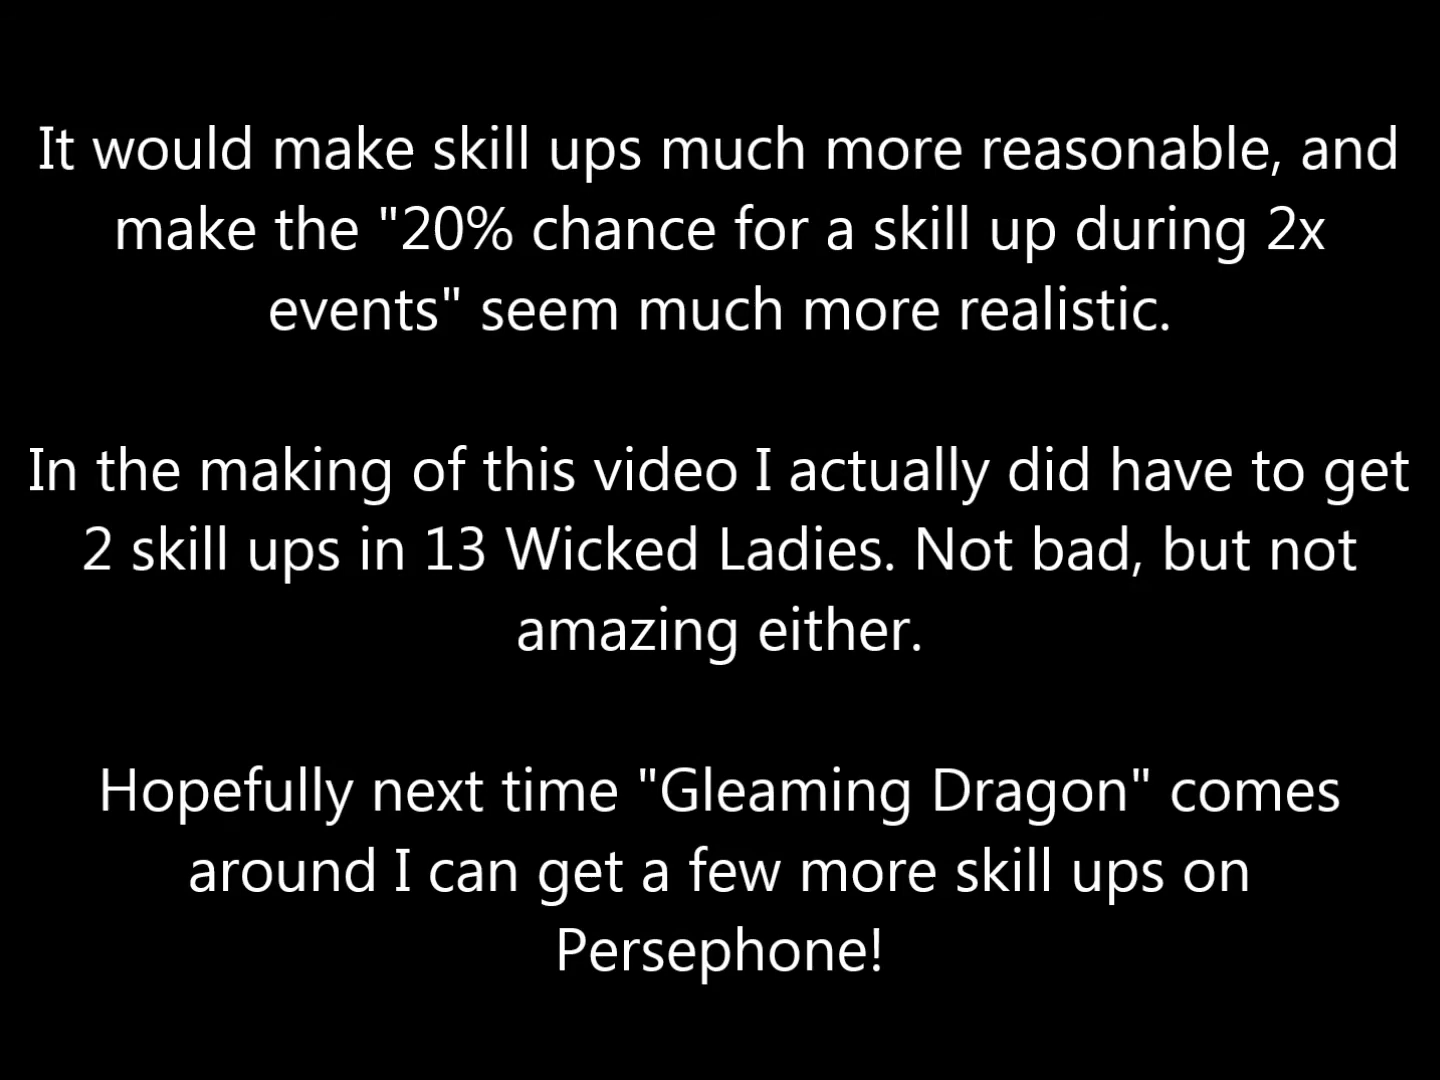 It would make skill ups much more reasonable, and
make the "20% chance for a skill up during 2x
events" seem much more realistic.
In the making of this video I actually did have to get
2 skill ups in 13 Wicked Ladies. Not bad, but not
amazing either.
Hopefully next time "Gleaming Dragon" comes
around I can get a few more skill ups on
Persephone!